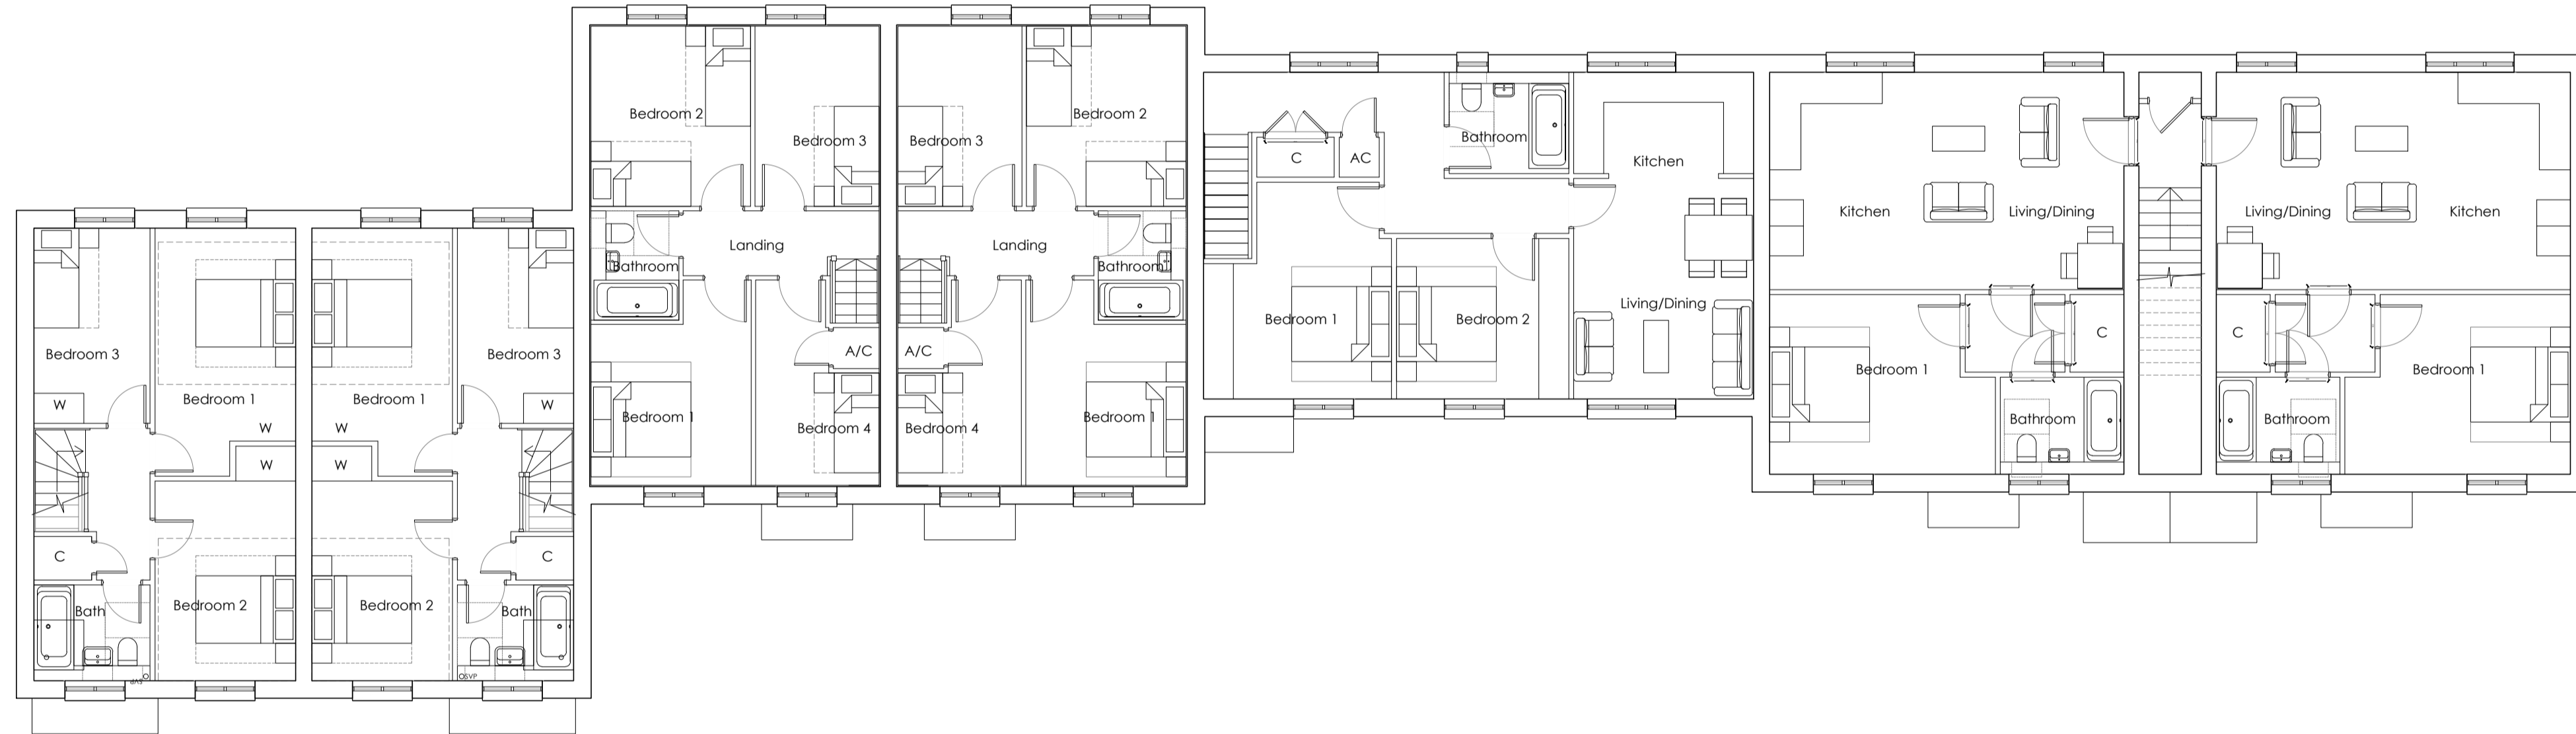 Bedroom 3
Bedroom 1
W
W
W
C
Bath
Bedroom 2
SVP
Bedroom 1
Bedroom 3
W
W
W
C
Bedroom 2
Bath
SVP
Bedroom 2
Bedroom 3
Landing
Bathroom
A/C
Bedroom 1
Bedroom 4
Bedroom 3
Bedroom 2
Landing
Bathroom
A/C
Bedroom 4
Bedroom 1
C
AC
Bathroom
Kitchen
Bedroom 1
Bedroom 2
Living/Dining
Kitchen
Living/Dining
C
Bedroom 1
Bathroom
Living/Dining
Kitchen
C
Bedroom 1
Bathroom